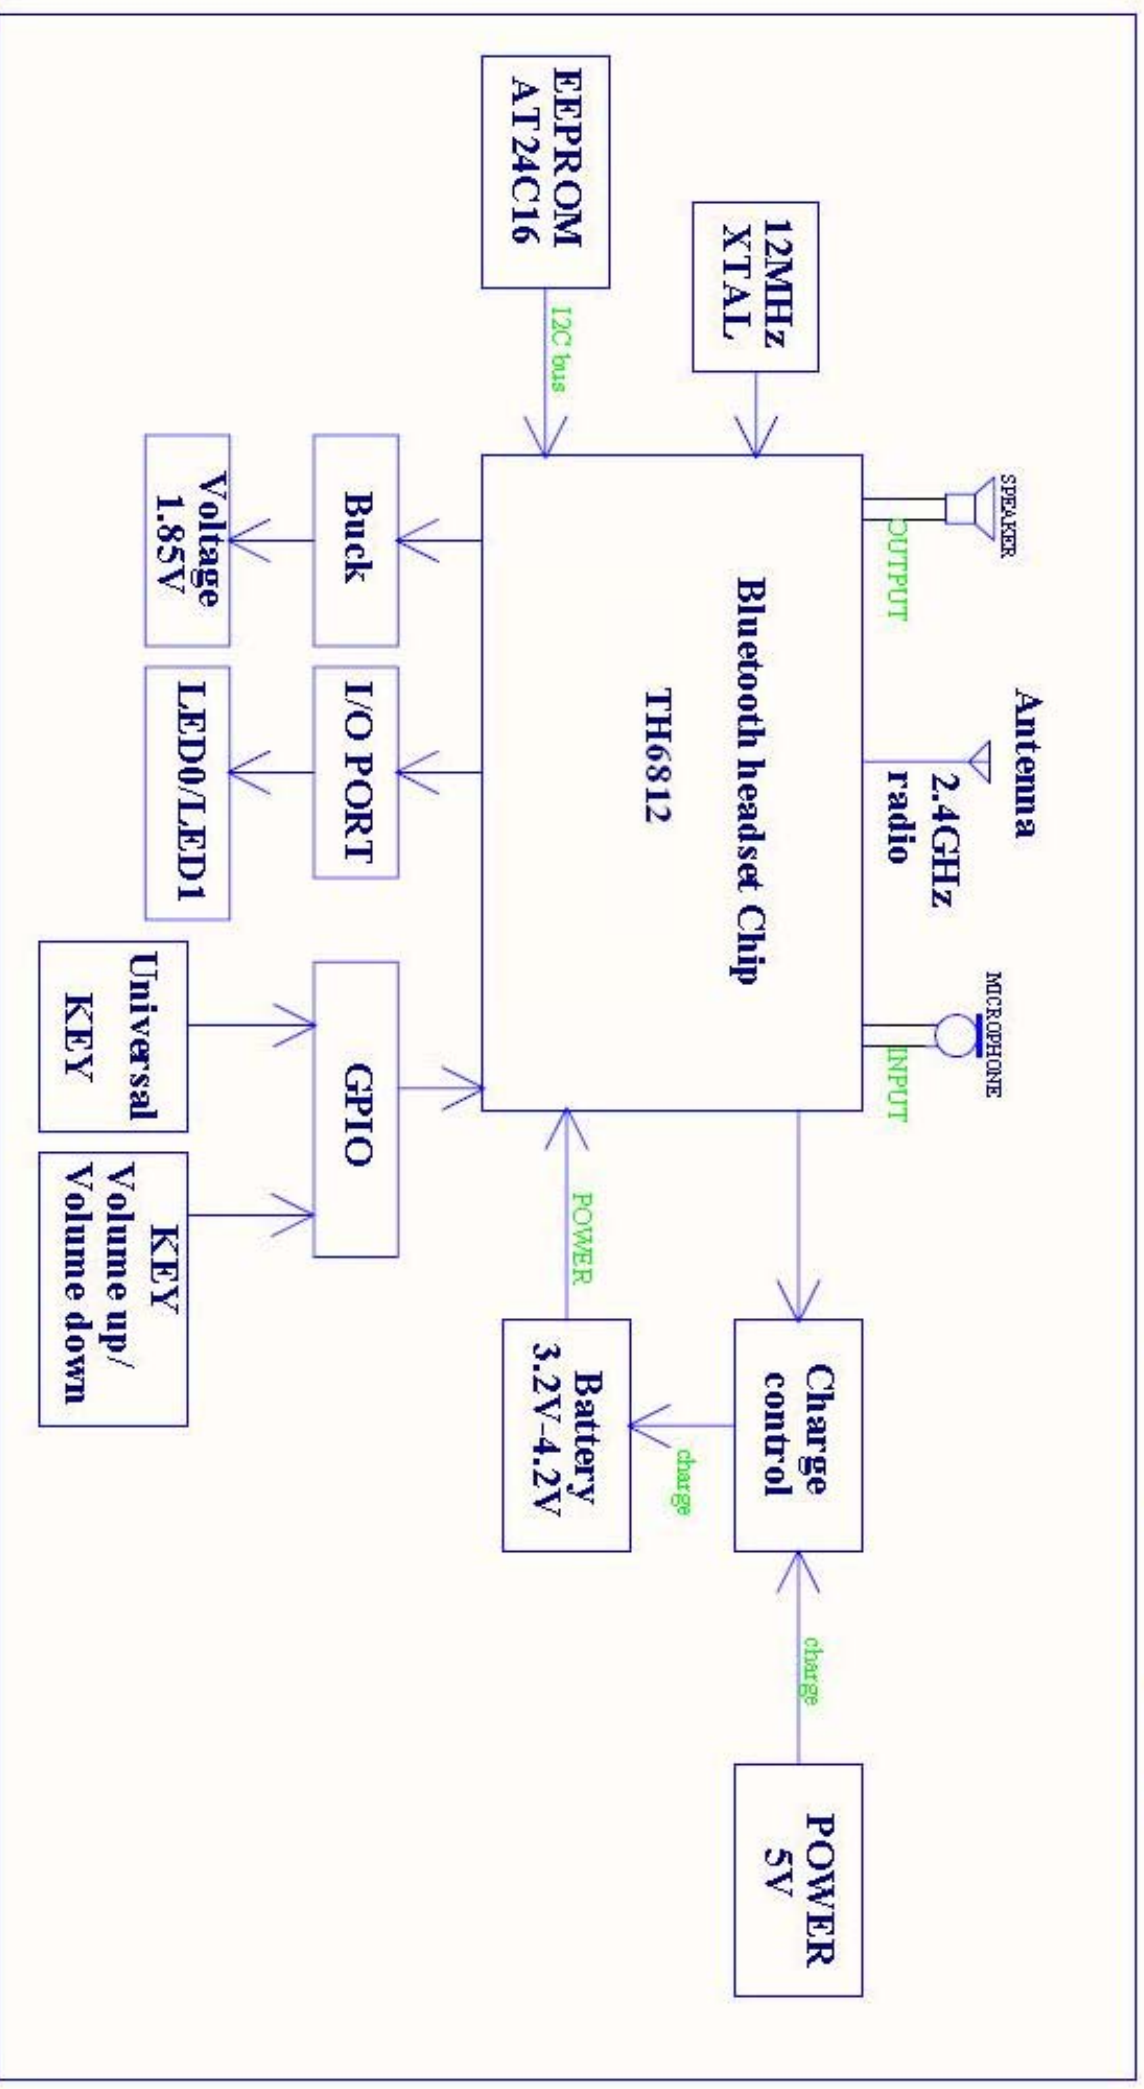 Antenna
SPEAKER
MICROPHONE
2.4GHz
radio
OUTPUT
INPUT
12MHz
XTAL
Bluetooth headset Chip
TH6812
Charge
control
charge
POWER
5V
charge
EEPROM
AT24C16
I2C bus
POWER
Battery
3.2V-4.2V
Buck
I/O PORT
GPIO
Voltage
1.85V
LED0/LED1
Universal
KEY
KEY
Volume up/
Volume down